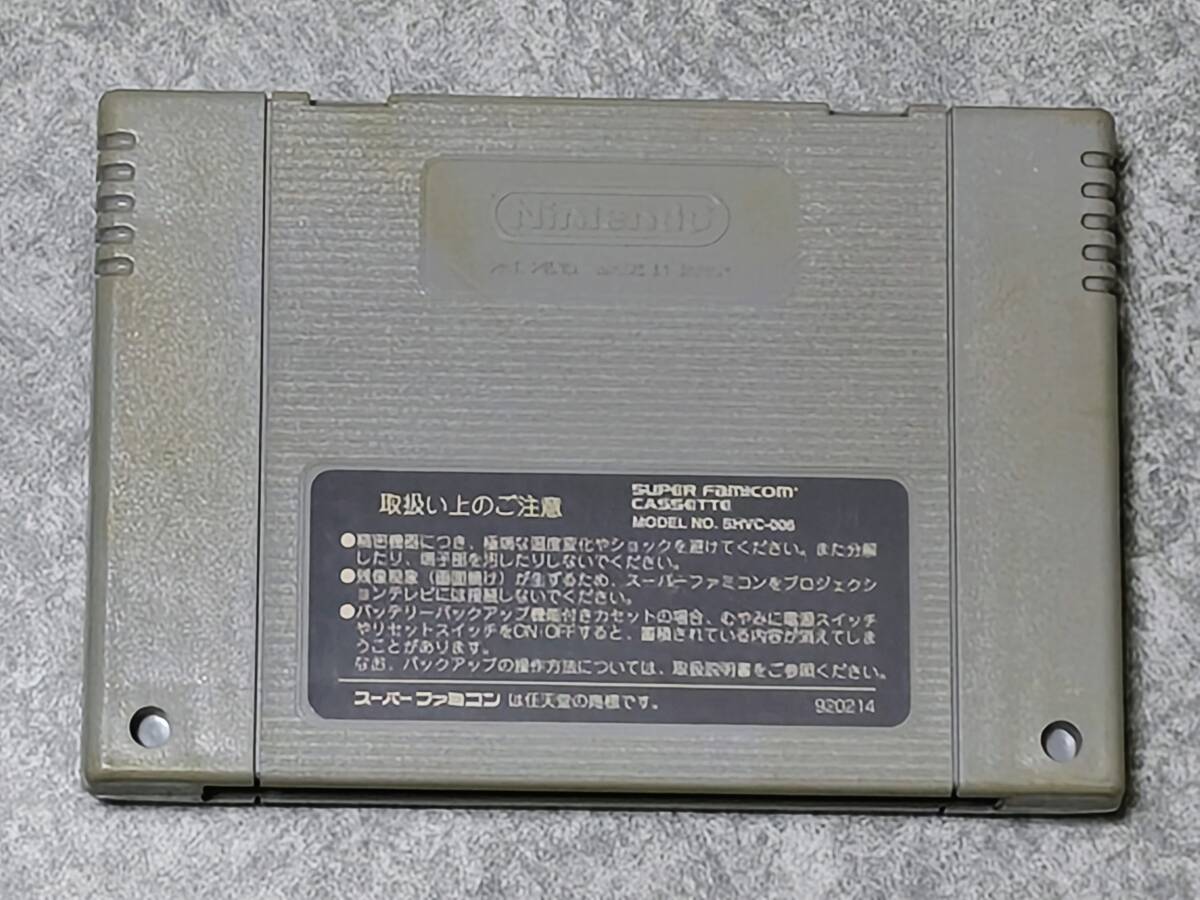 Nintendo
MADE IN JAPAN
取扱い上のご注意
SUPER FAMICOM
CASSETTE
MODEL NO. SHVC-006
●精密機器につき、極端な温度変化やショックを避けてください。また分解
したり、端子部を汚したりしないでください。
●残像現象（画面焼け）が生ずるため、スーパーファミコンをプロジェクシ
ョンテレビには接続しないでください。
●バッテリーバックアップ機能付きカセットの場合、むやみに電源スイッチ
やリセットスイッチをON/OFFすると、蓄積されている内容が消えてしま
うことがあります。
なお、バックアップの操作方法については、取扱説明書をご参照ください。
スーパーファミコンは任天堂の商標です。
920214